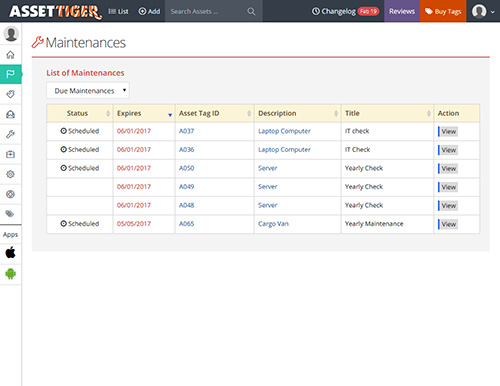 ASSETTIGER List Add Search Assets ... Changelog Feb 19 Reviews Buy Tags
Maintenances
List of Maintenances
Due Maintenances
Status Expires Asset Tag ID Description Title Action
Scheduled 06/01/2017 A037 Laptop Computer IT check View
Scheduled 06/01/2017 A036 Laptop Computer IT check View
Scheduled 06/01/2017 A050 Server Yearly Check View
06/01/2017 A049 Server Yearly Check View
06/01/2017 A048 Server Yearly Check View
Scheduled 05/05/2017 A065 Cargo Van Yearly Maintenance View
Apps